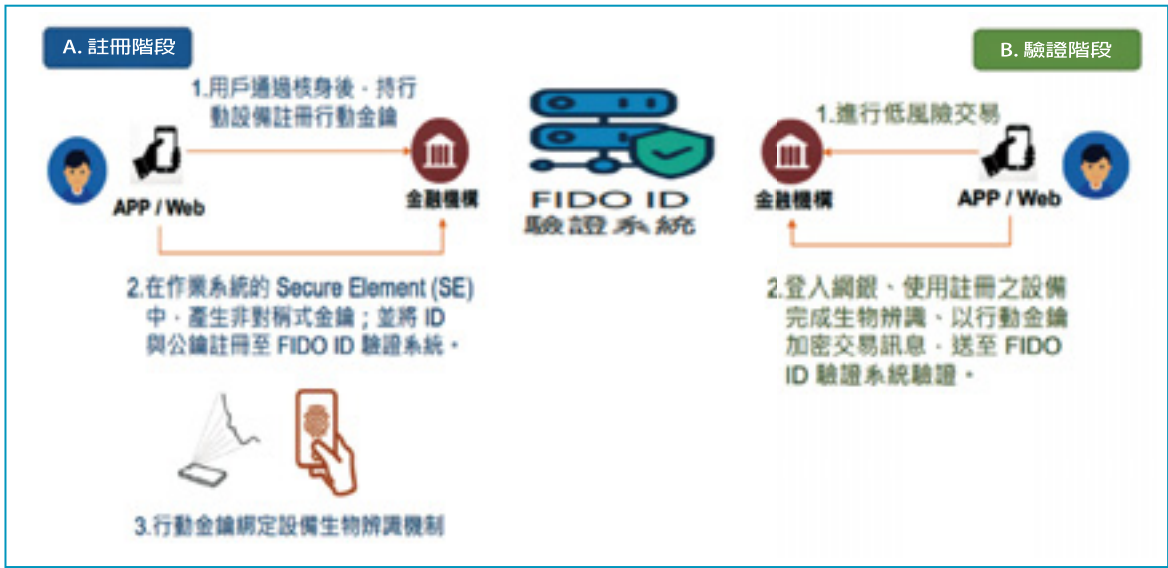 A. 註冊階段
1.用戶通過核身後，持行
動設備註冊行動金鑰
APP / Web
金融機構
2.在作業系統的 Secure Element (SE)
中，產生非對稱式金鑰；並將 ID
與公鑰註冊至 FIDO ID 驗證系統。
3.行動金鑰綁定設備生物辨識機制
FIDO ID
驗證系統
B. 驗證階段
1.進行低風險交易
金融機構
APP / Web
2.登入網銀、使用註冊之設備
完成生物辨識、以行動金鑰
加密交易訊息，送至 FIDO
ID 驗證系統驗證。